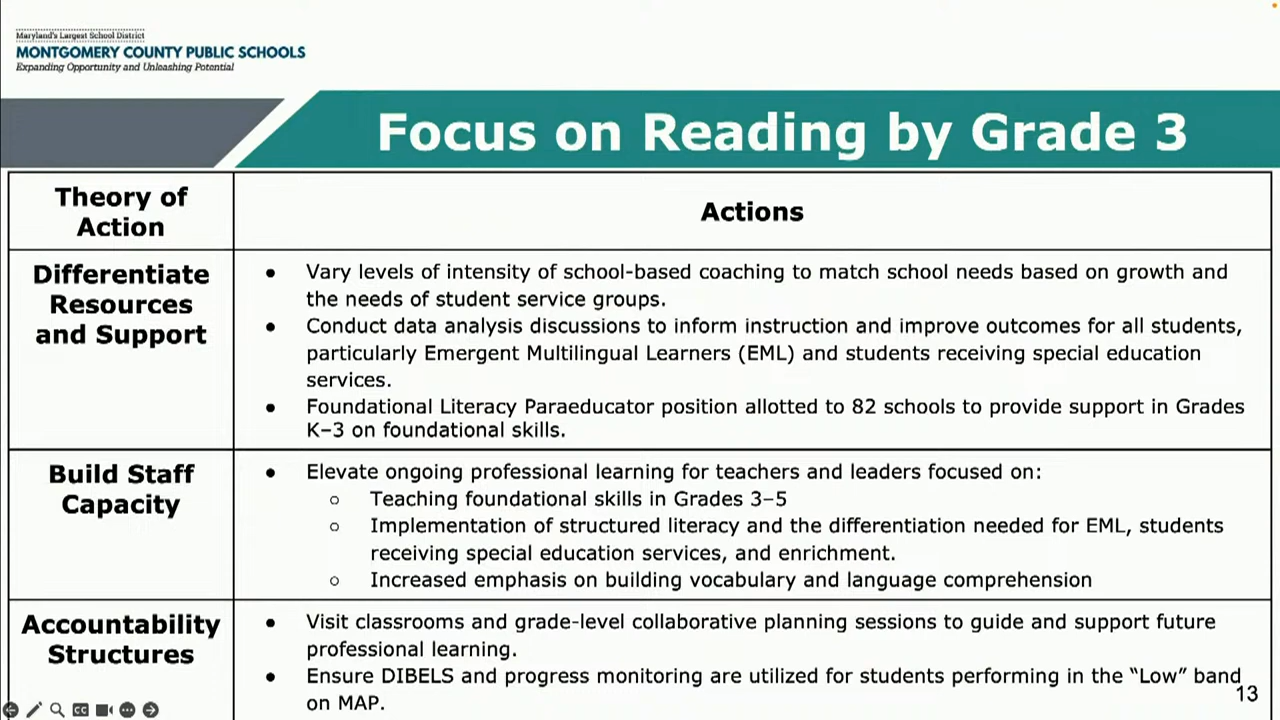 Maryland's Largest School District
MONTGOMERY COUNTY PUBLIC SCHOOLS
Expanding Opportunity and Unleashing Potential
Focus on Reading by Grade 3
Theory of
Action
Actions
Differentiate
Resources
and Support
● Vary levels of intensity of school-based coaching to match school needs based on growth and
the needs of student service groups.
● Conduct data analysis discussions to inform instruction and improve outcomes for all students,
particularly Emergent Multilingual Learners (EML) and students receiving special education
services.
● Foundational Literacy Paraeducator position allotted to 82 schools to provide support in Grades
K–3 on foundational skills.
Build Staff
Capacity
● Elevate ongoing professional learning for teachers and leaders focused on:
○ Teaching foundational skills in Grades 3–5
○ Implementation of structured literacy and the differentiation needed for EML, students
receiving special education services, and enrichment.
○ Increased emphasis on building vocabulary and language comprehension
Accountability
Structures
● Visit classrooms and grade-level collaborative planning sessions to guide and support future
professional learning.
● Ensure DIBELS and progress monitoring are utilized for students performing in the “Low” band
on MAP.
13
CC